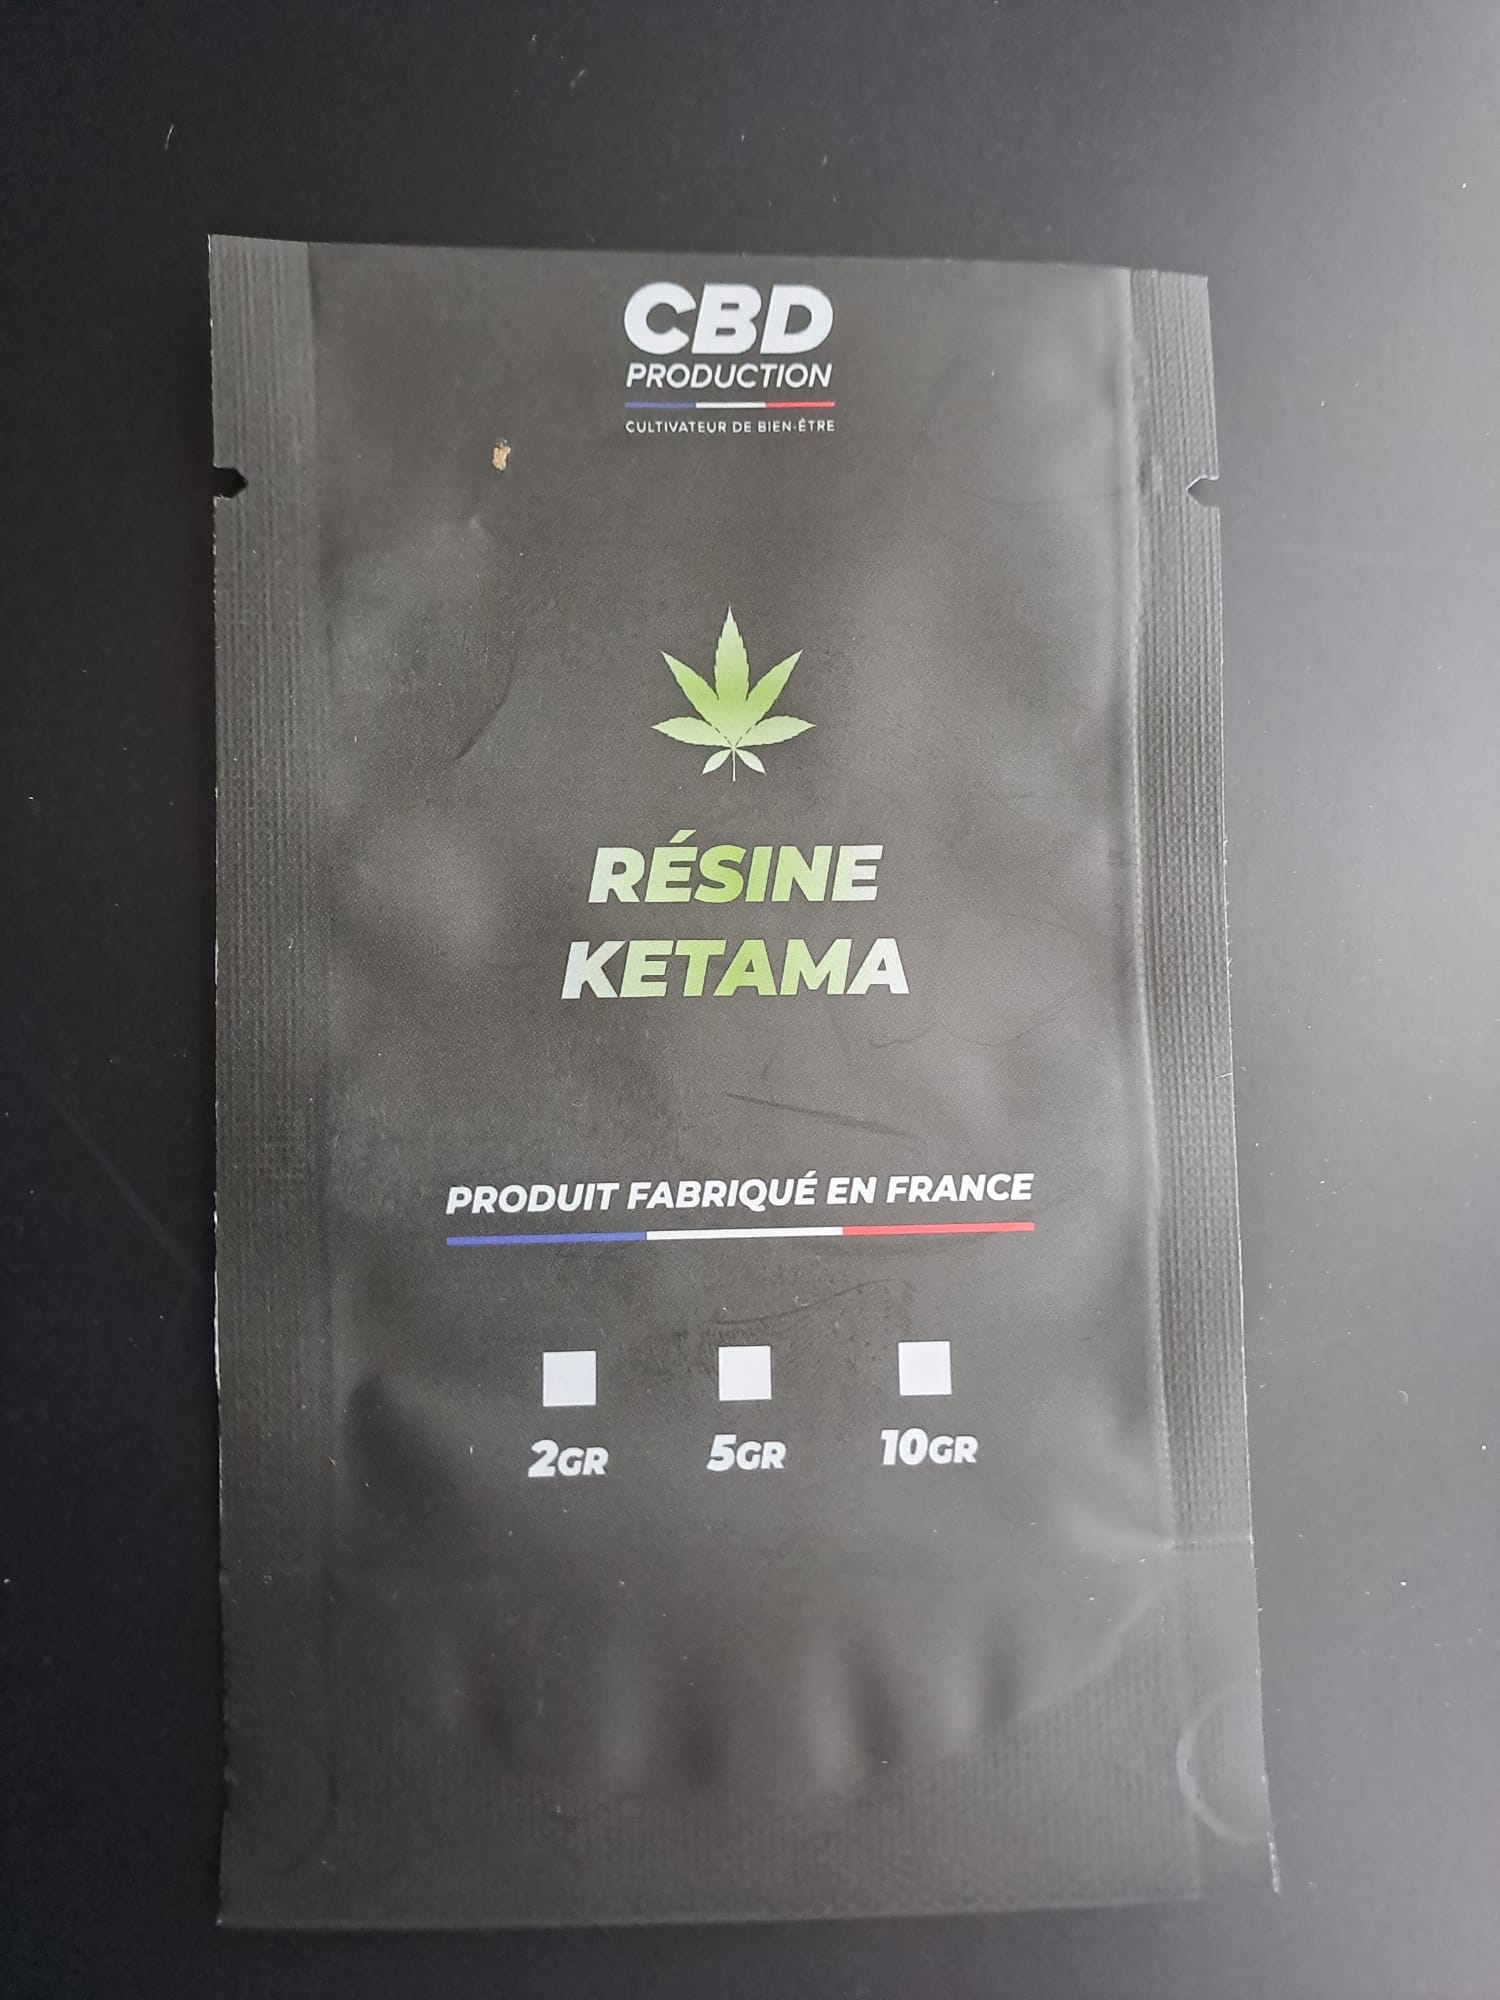 CBD
PRODUCTION
CULTIVATEUR DE BIEN-ÊTRE
RÉSINE
KETAMA
PRODUIT FABRIQUÉ EN FRANCE
2GR 5GR 10GR